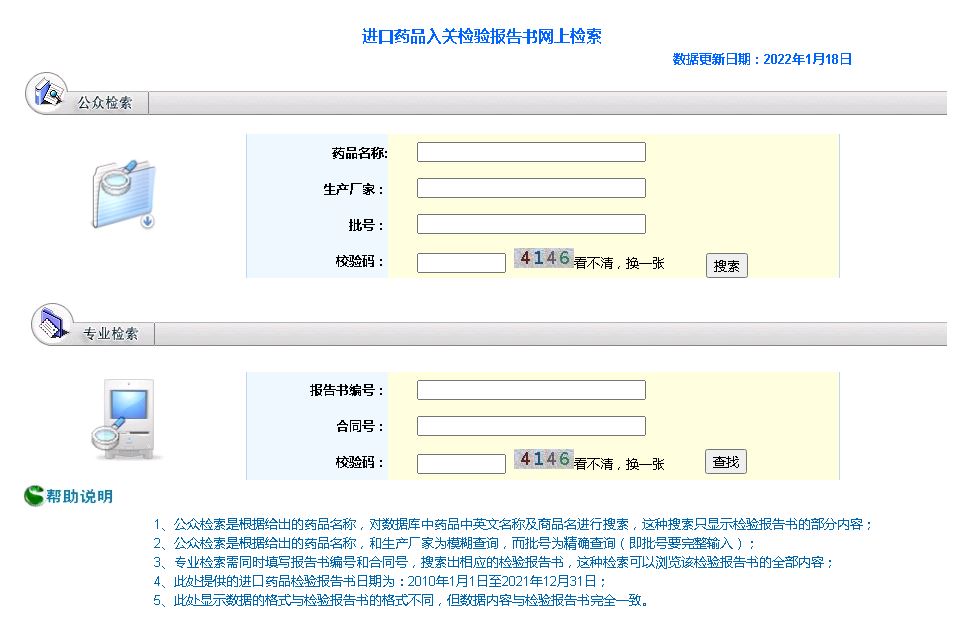 进口药品入关检验报告书网上检索
数据更新日期：2022年1月18日
公众检索
药品名称:
生产厂家：
批号：
校验码： 4146 看不清，换一张 搜索
专业检索
报告书编号：
合同号：
校验码： 4146 看不清，换一张 查找
帮助说明
1、公众检索是根据给出的药品名称，对数据库中药品中英文名称及商品名进行搜索，这种搜索只显示检验报告书的部分内容；
2、公众检索是根据给出的药品名称，和生产厂家为模糊查询，而批号为精确查询（即批号要完整输入）；
3、专业检索需同时填写报告书编号和合同号，搜索出相应的检验报告书，这种检索可以浏览该检验报告书的全部内容；
4、此处提供的进口药品检验报告书日期为：2010年1月1日至2021年12月31日；
5、此处显示数据的格式与检验报告书的格式不同，但数据内容与检验报告书完全一致。